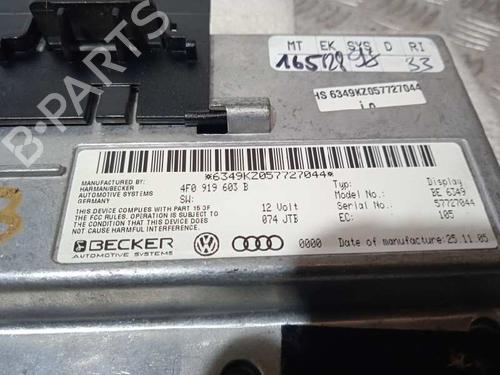 MT EK SYS D RI
33
HS 6349KZ057727044
i.o
*6349KZ057727044*
MANUFACTURED BY:
HARMAN/BECKER
AUTOMOTIVE SYSTEMS
GERMANY
4F0 919 603 B
SW:
Typ: Display
Model No.: BE 6349
Serial No.: 57727044
EC: 105
12 Volt
074 JTB
THIS DEVICE COMPLIES WITH PART 15 OF
THE FCC RULES. OPERATION IS SUBJECT
TO THE CONDITION THAT THIS DEVICE DOES
NOT CAUSE HARMFUL INTERFERENCE.
BECKER
AUTOMOTIVE SYSTEMS
0000 Date of manufacture 25.11.05
B-PARTS